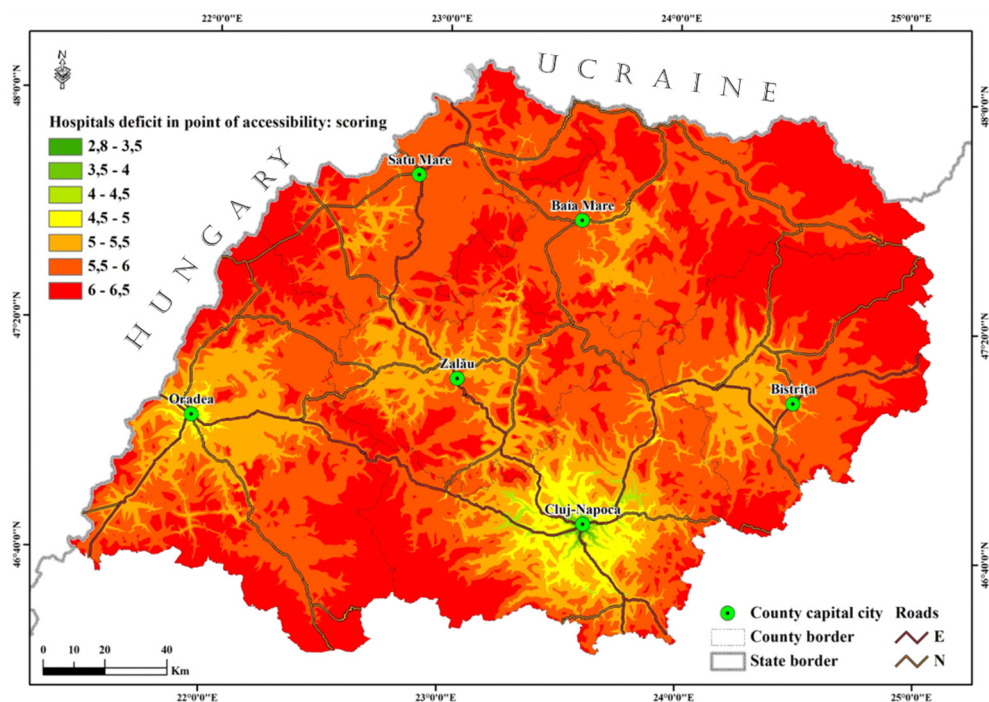 22°0'0"E 23°0'0"E 24°0'0"E 25°0'0"E
UCRAINE
N
48°0'0"N
48°0'0"N
Hospitals deficit in point of accessibility: scoring
2,8 - 3,5
3,5 - 4
4 - 4,5
4,5 - 5
5 - 5,5
5,5 - 6
6 - 6,5
HUNGARY
Satu Mare
Baia Mare
47°20'0"N
47°20'0"N
Zalău
Bistrița
Oradea
Cluj-Napoca
46°40'0"N
46°40'0"N
County capital city
County border
State border
Roads
E
N
0 10 20 40
Km
22°0'0"E 23°0'0"E 24°0'0"E 25°0'0"E